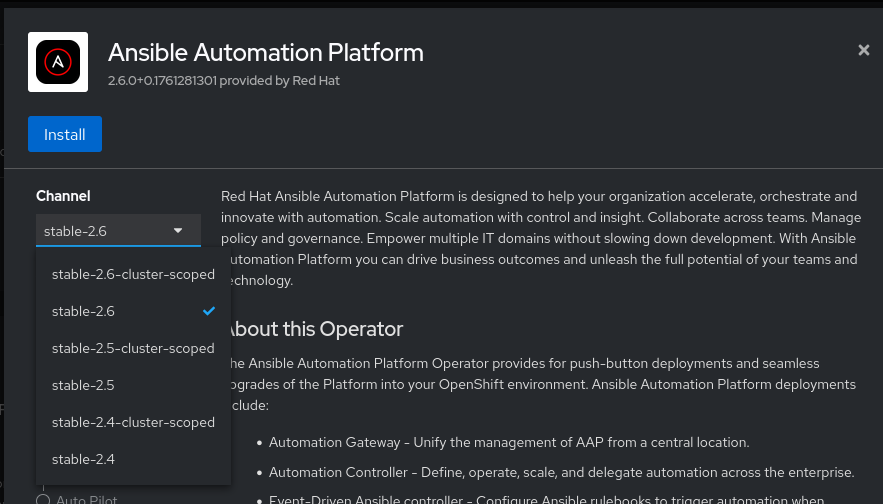 Ansible Automation Platform
2.6.0+0.1761281301 provided by Red Hat
Install
Channel
stable-2.6
stable-2.6-cluster-scoped
stable-2.6
stable-2.5-cluster-scoped
stable-2.5
stable-2.4-cluster-scoped
stable-2.4
Auto Pilot
Red Hat Ansible Automation Platform is designed to help your organization accelerate, orchestrate and
innovate with automation. Scale automation with control and insight. Collaborate across teams. Manage
policy and governance. Empower multiple IT domains without slowing down development. With Ansible
utomation Platform you can drive business outcomes and unleash the full potential of your teams and
echnology.
About this Operator
he Ansible Automation Platform Operator provides for push-button deployments and seamless
pgrades of the Platform into your OpenShift environment. Ansible Automation Platform deployments
clude:
• Automation Gateway - Unify the management of AAP from a central location.
• Automation Controller - Define, operate, scale, and delegate automation across the enterprise.
• Event-Driven Ansible controller - Configure Ansible rulebooks to trigger automation when